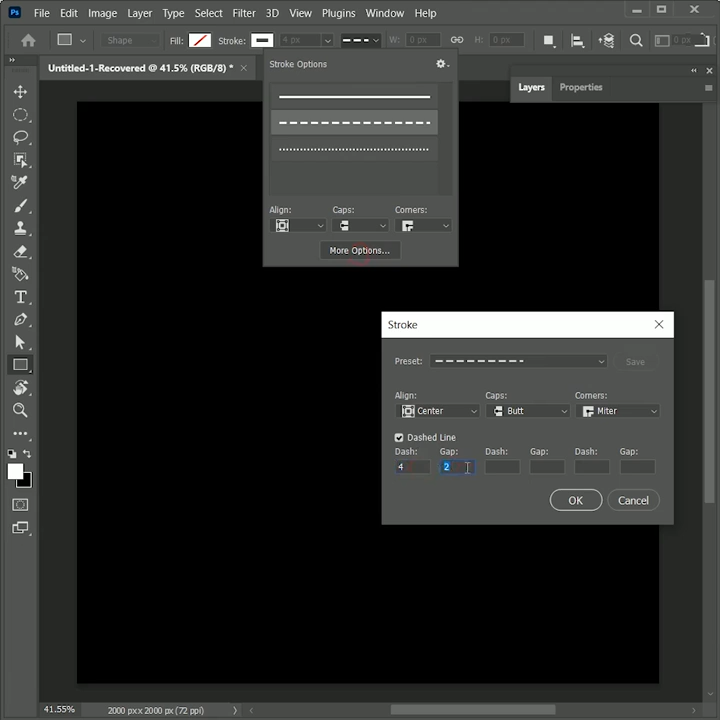 Ps File Edit Image Layer Type Select Filter 3D View Plugins Window Help
Shape Fill: Stroke: 4 px W: 0 px H: 0 px 0 px
Untitled-1-Recovered @ 41.5% (RGB/8) *
Stroke Options
Layers Properties
Align: Caps: Corners:
More Options...
Stroke
Preset: Save
Align: Caps: Corners:
Center Butt Miter
Dashed Line
Dash: Gap: Dash: Gap: Dash: Gap:
4 2
OK Cancel
41.55% 2000 px x 2000 px (72 ppi)